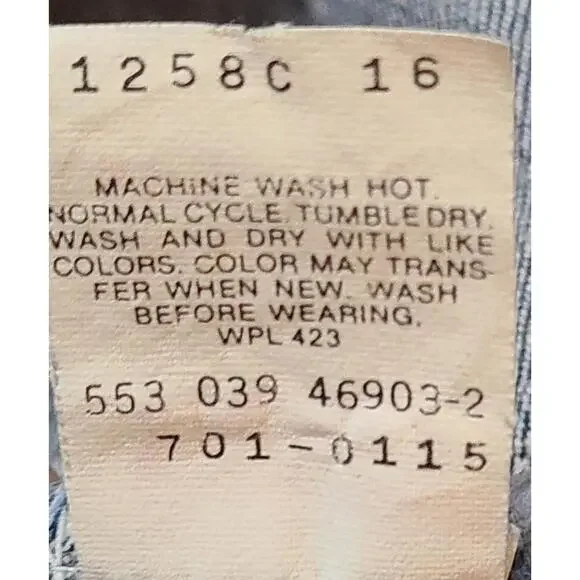 1258C 16
MACHINE WASH HOT.
NORMAL CYCLE. TUMBLE DRY.
WASH AND DRY WITH LIKE
COLORS. COLOR MAY TRANS-
FER WHEN NEW. WASH
BEFORE WEARING.
WPL 423
553 039 46903-2
701-0115